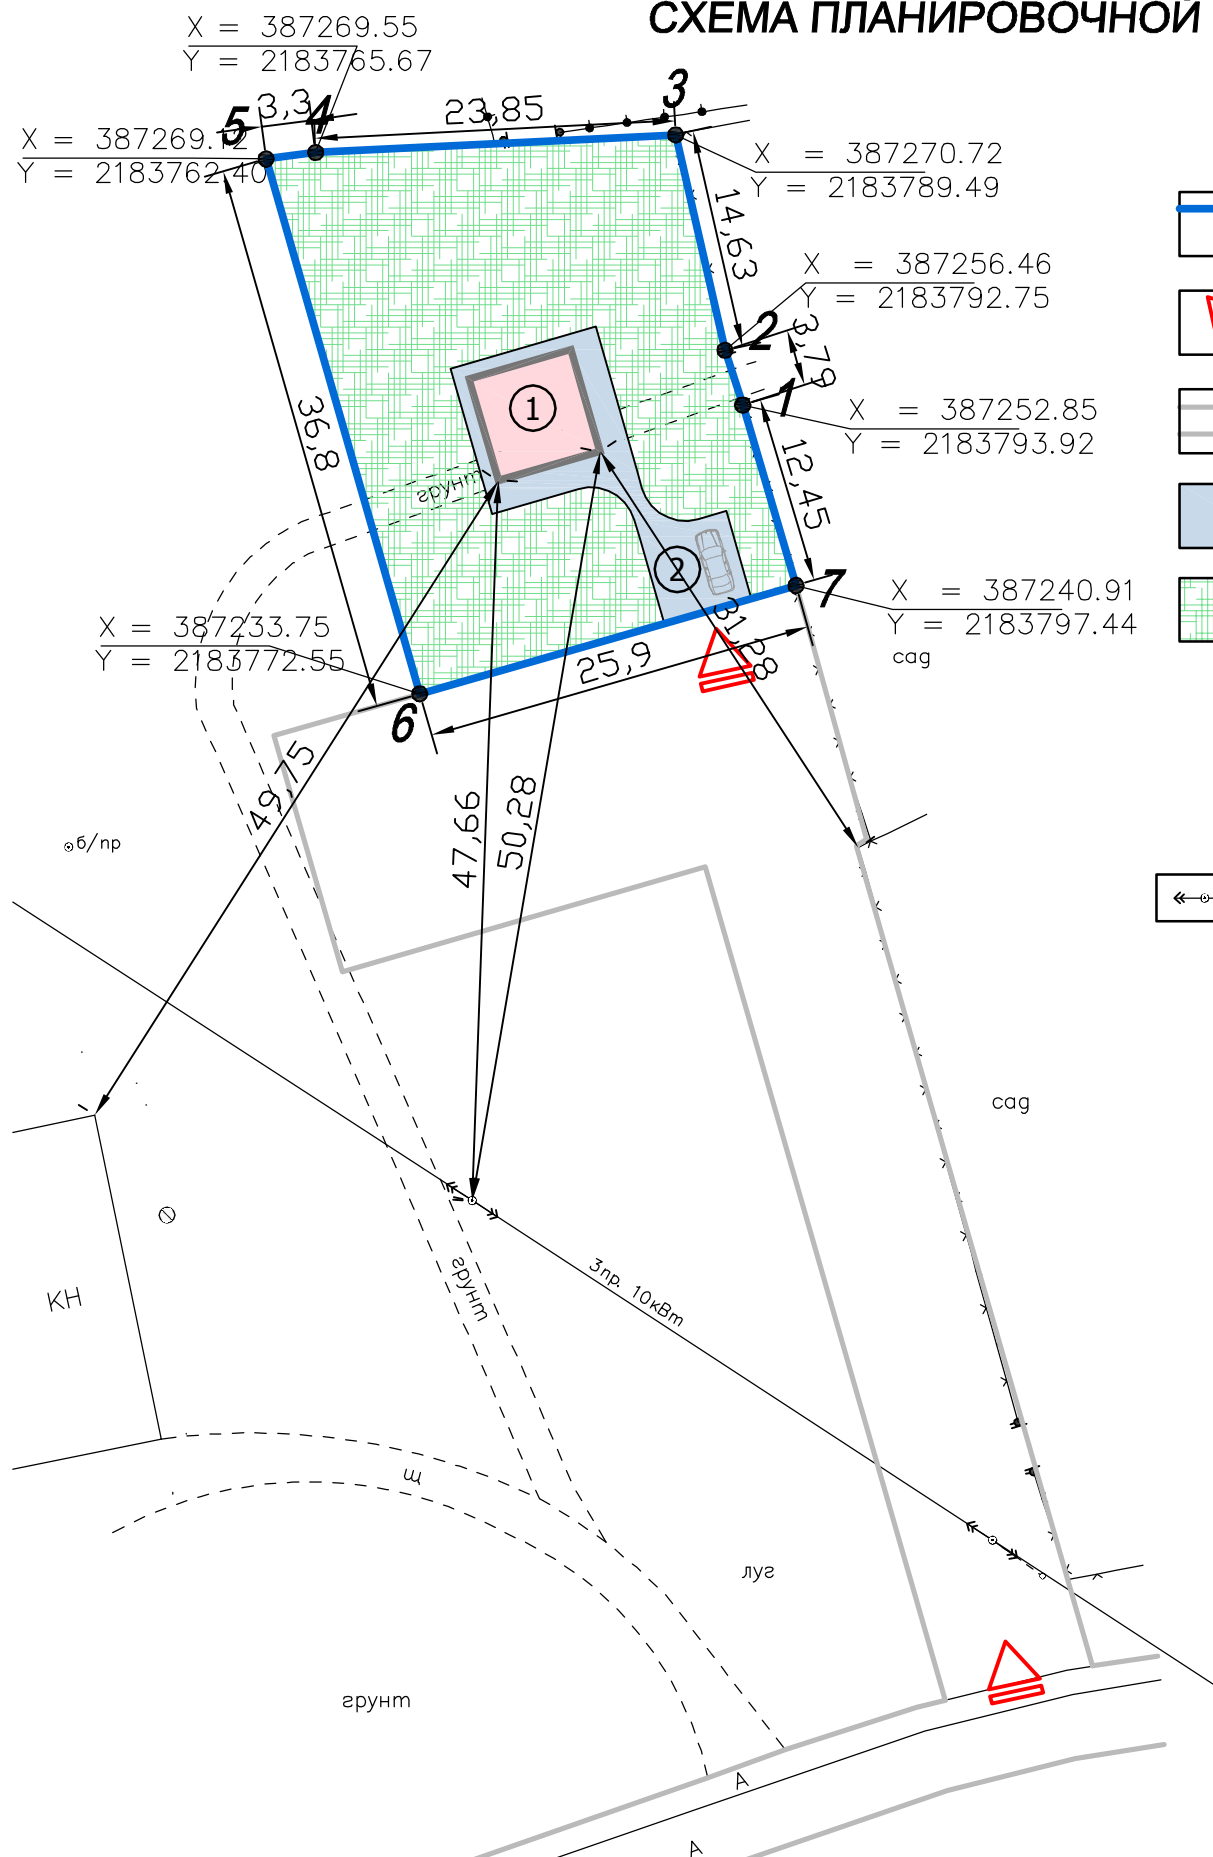 СХЕМА ПЛАНИРОВОЧНОЙ
X = 387269.55
Y = 2183765.67
5
3,3
4
23,85
3
X = 387269.12
Y = 2183762.40
X = 387270.72
Y = 2183789.49
14,63
X = 387256.46
Y = 2183792.75
2
3,79
1
X = 387252.85
Y = 2183793.92
36,8
1
12,45
грунт
2
7
X = 387240.91
Y = 2183797.44
X = 387233.75
Y = 2183772.55
31,28
25,9
сад
6
49,75
47,66
50,28
б/пр
сад
КН
грунт
3пр. 10кВт
щ
луг
грунт
А
А